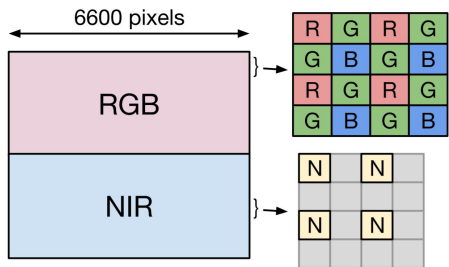 6600 pixels
RGB
NIR
}
}
R G R G
G B G B
R G R G
G B G B
N N
N N